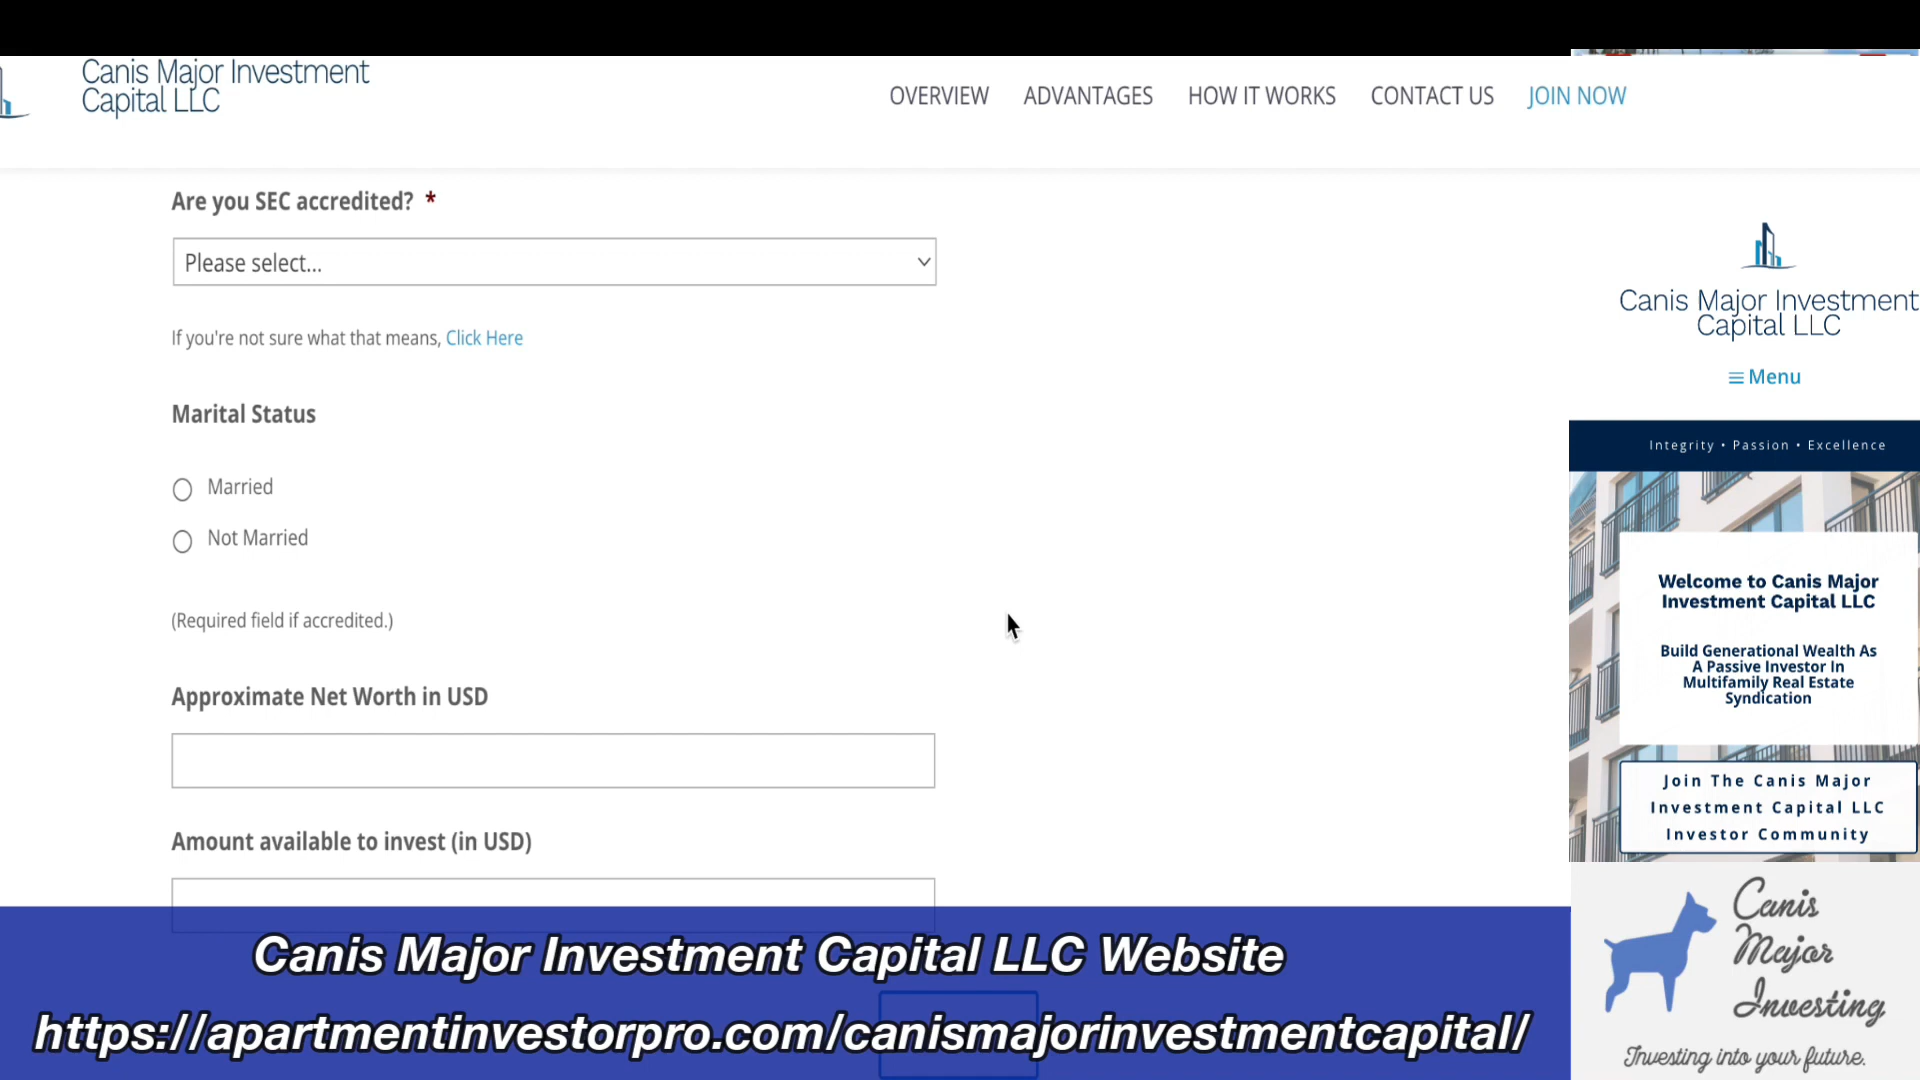 Canis Major Investment
Capital LLC
OVERVIEW ADVANTAGES HOW IT WORKS CONTACT US JOIN NOW
Are you SEC accredited? *
Please select...
If you're not sure what that means, Click Here
Marital Status
Married
Not Married
(Required field if accredited.)
Approximate Net Worth in USD
Amount available to invest (in USD)
Canis Major Investment
Capital LLC
Menu
Integrity • Passion • Excellence
Welcome to Canis Major
Investment Capital LLC
Build Generational Wealth As
A Passive Investor In
Multifamily Real Estate
Syndication
Join The Canis Major
Investment Capital LLC
Investor Community
Canis Major Investment Capital LLC Website
https://apartmentinvestorpro.com/canismajorinvestmentcapital/
Canis
Major
Investing
Investing into your future.